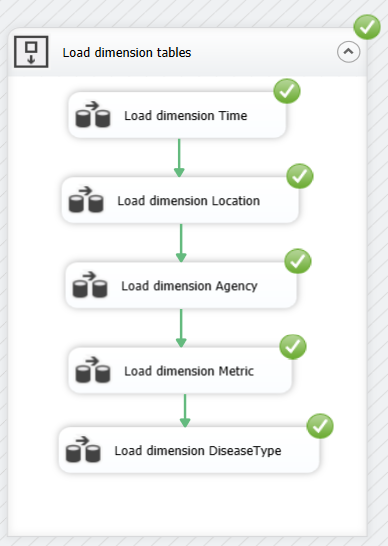 Load dimension tables
Load dimension Time
Load dimension Location
Load dimension Agency
Load dimension Metric
Load dimension DiseaseType